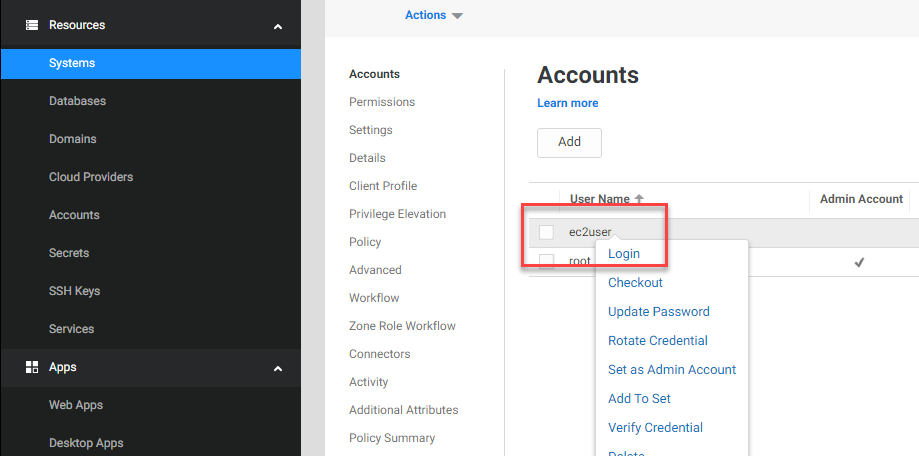 Resources
Systems
Databases
Domains
Cloud Providers
Accounts
Secrets
SSH Keys
Services
Apps
Web Apps
Desktop Apps
Actions
Accounts
Permissions
Settings
Details
Client Profile
Privilege Elevation
Policy
Advanced
Workflow
Zone Role Workflow
Connectors
Activity
Additional Attributes
Policy Summary
Accounts
Learn more
Add
User Name Admin Account
ec2user
root
Login
Checkout
Update Password
Rotate Credential
Set as Admin Account
Add To Set
Verify Credential
Delete